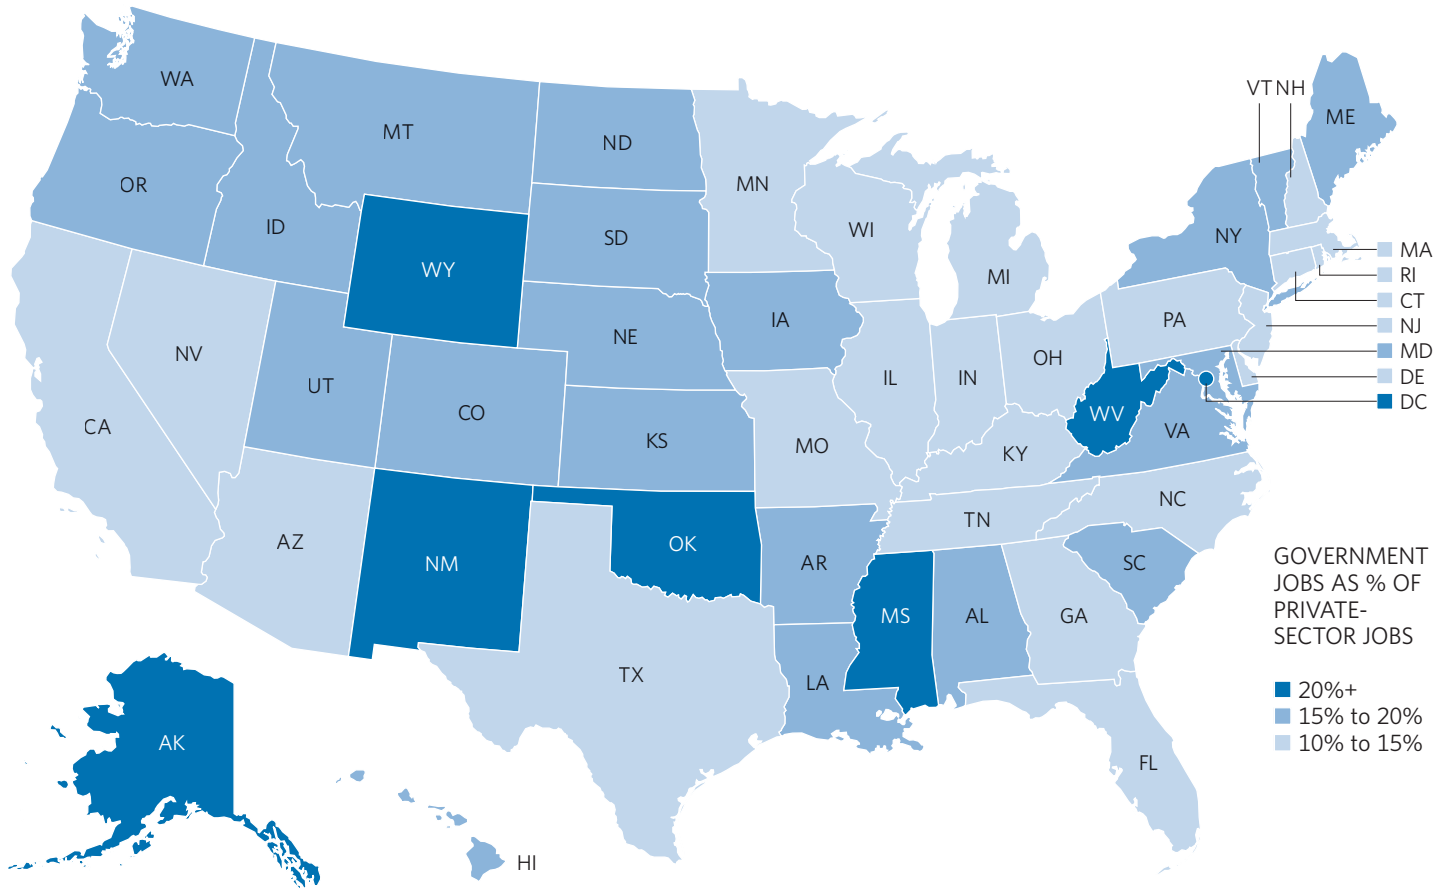 WA
MT
ND
MN
OR
ID
SD
WI
MI
VT
NH
ME
NY
MA
RI
CT
NJ
MD
DE
DC
WY
NE
IA
PA
NV
UT
CO
KS
IL
IN
OH
WV
VA
CA
MO
KY
NC
AZ
NM
OK
AR
TN
SC
MS
AL
GA
TX
LA
FL
AK
HI
GOVERNMENT
JOBS AS % OF
PRIVATE-
SECTOR JOBS
20%+
15% to 20%
10% to 15%